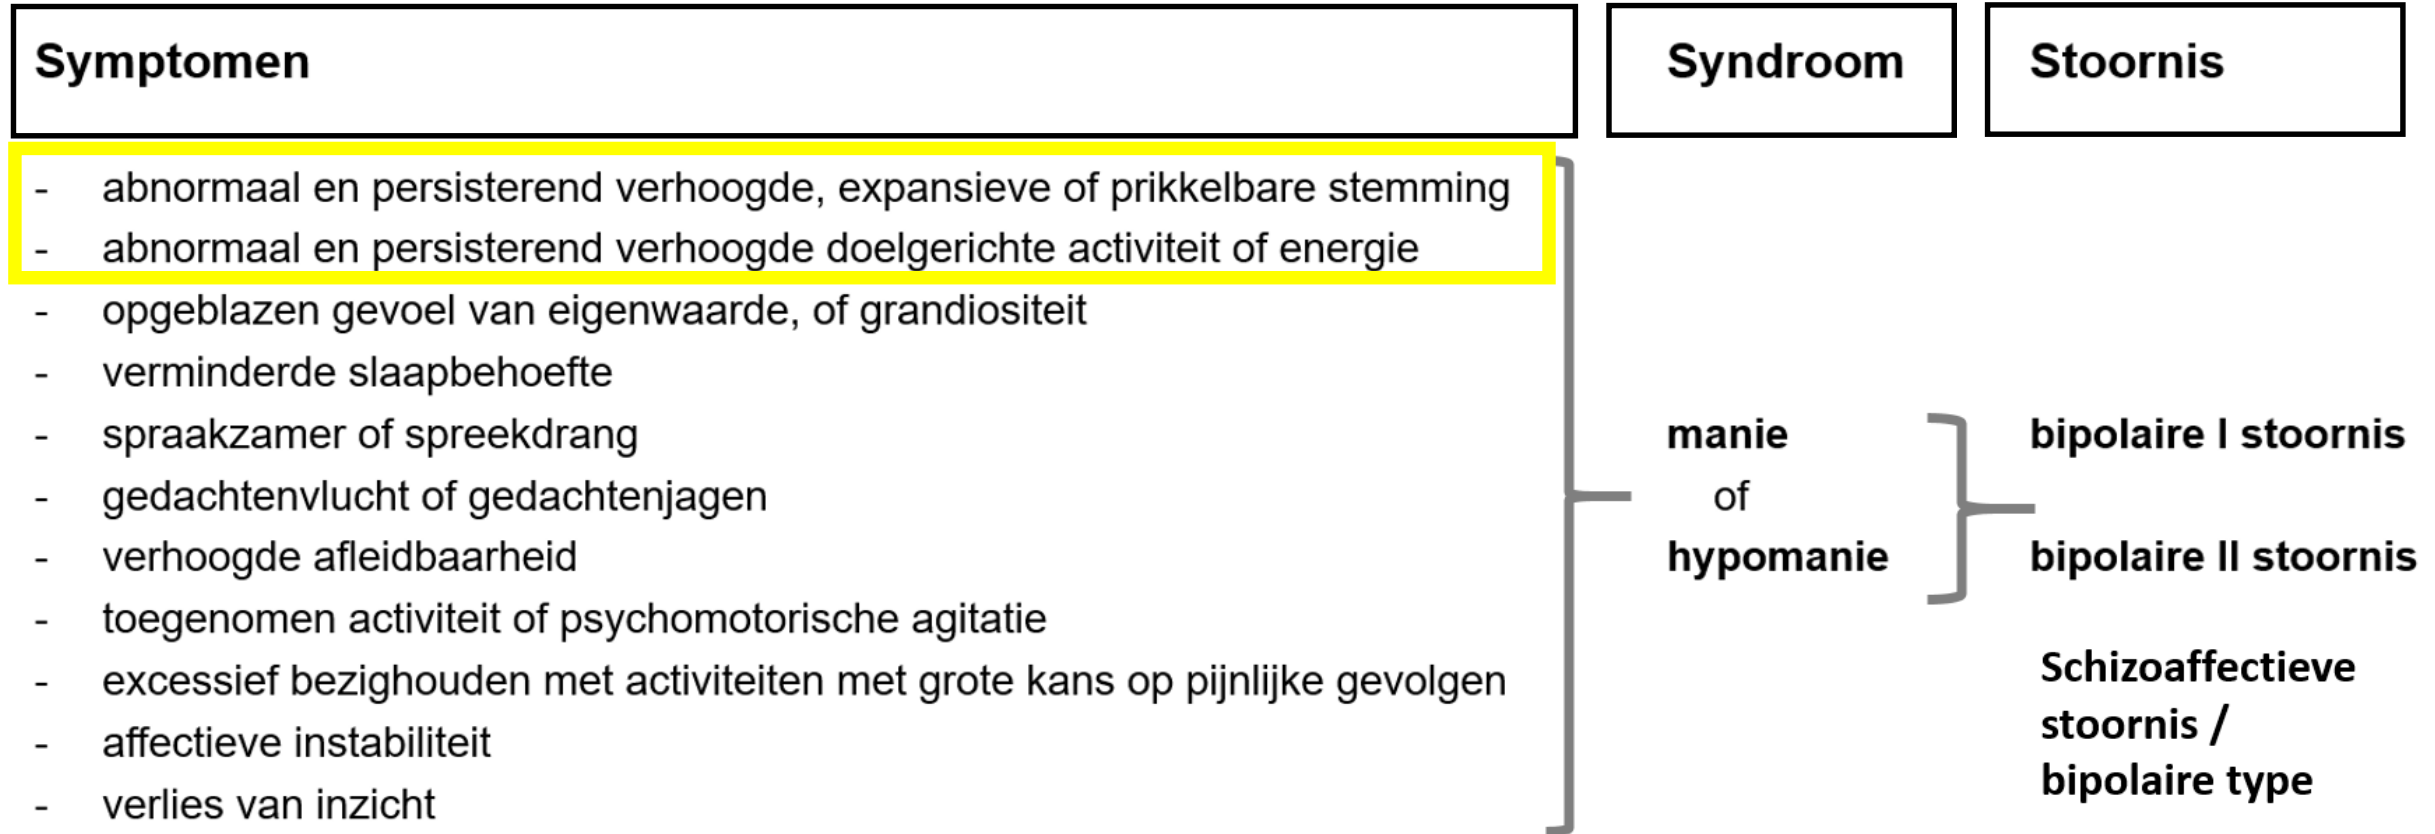 Symptomen
Syndroom
Stoornis
- abnormaal en persisterend verhoogde, expansieve of prikkelbare stemming
- abnormaal en persisterend verhoogde doelgerichte activiteit of energie
- opgeblazen gevoel van eigenwaarde, of grandiositeit
- verminderde slaapbehoefte
- spraakzamer of spreekdrang
- gedachtenvlucht of gedachtenjagen
- verhoogde afleidbaarheid
- toegenomen activiteit of psychomotorische agitatie
- excessief bezighouden met activiteiten met grote kans op pijnlijke gevolgen
- affectieve instabiliteit
- verlies van inzicht
manie
of
hypomanie
bipolaire I stoornis
bipolaire II stoornis
Schizoaffectieve
stoornis /
bipolaire type